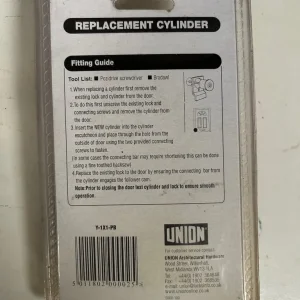 REPLACEMENT CYLINDER
Fitting Guide
Tool List: ● Pozidrive screwdriver ● Bradawl
1.When replacing a cylinder first remove the
existing lock and cylinder from the door.
2.To do this first unscrew the existing lock and
connecting screws and remove the cylinder from
the door.
3.Insert the NEW cylinder into the cylinder
escutcheon and place through the hole from the
outside of door using the two provided connecting
screws to fasten.
(In some cases the connecting bar may require shortening this can be done
using a fine toothed hacksaw)
4.Replace the existing lock to the door by ensuring the connecting bar from
the cylinder engages the follower cam.
Note:Prior to closing the door test cylinder and lock to ensure smooth
operation.
Y-1X1-PB
UNION
For customer service contact:
UNION Architectural Hardware
Wood Street, Willenhall,
West Midlands WV13 1LA